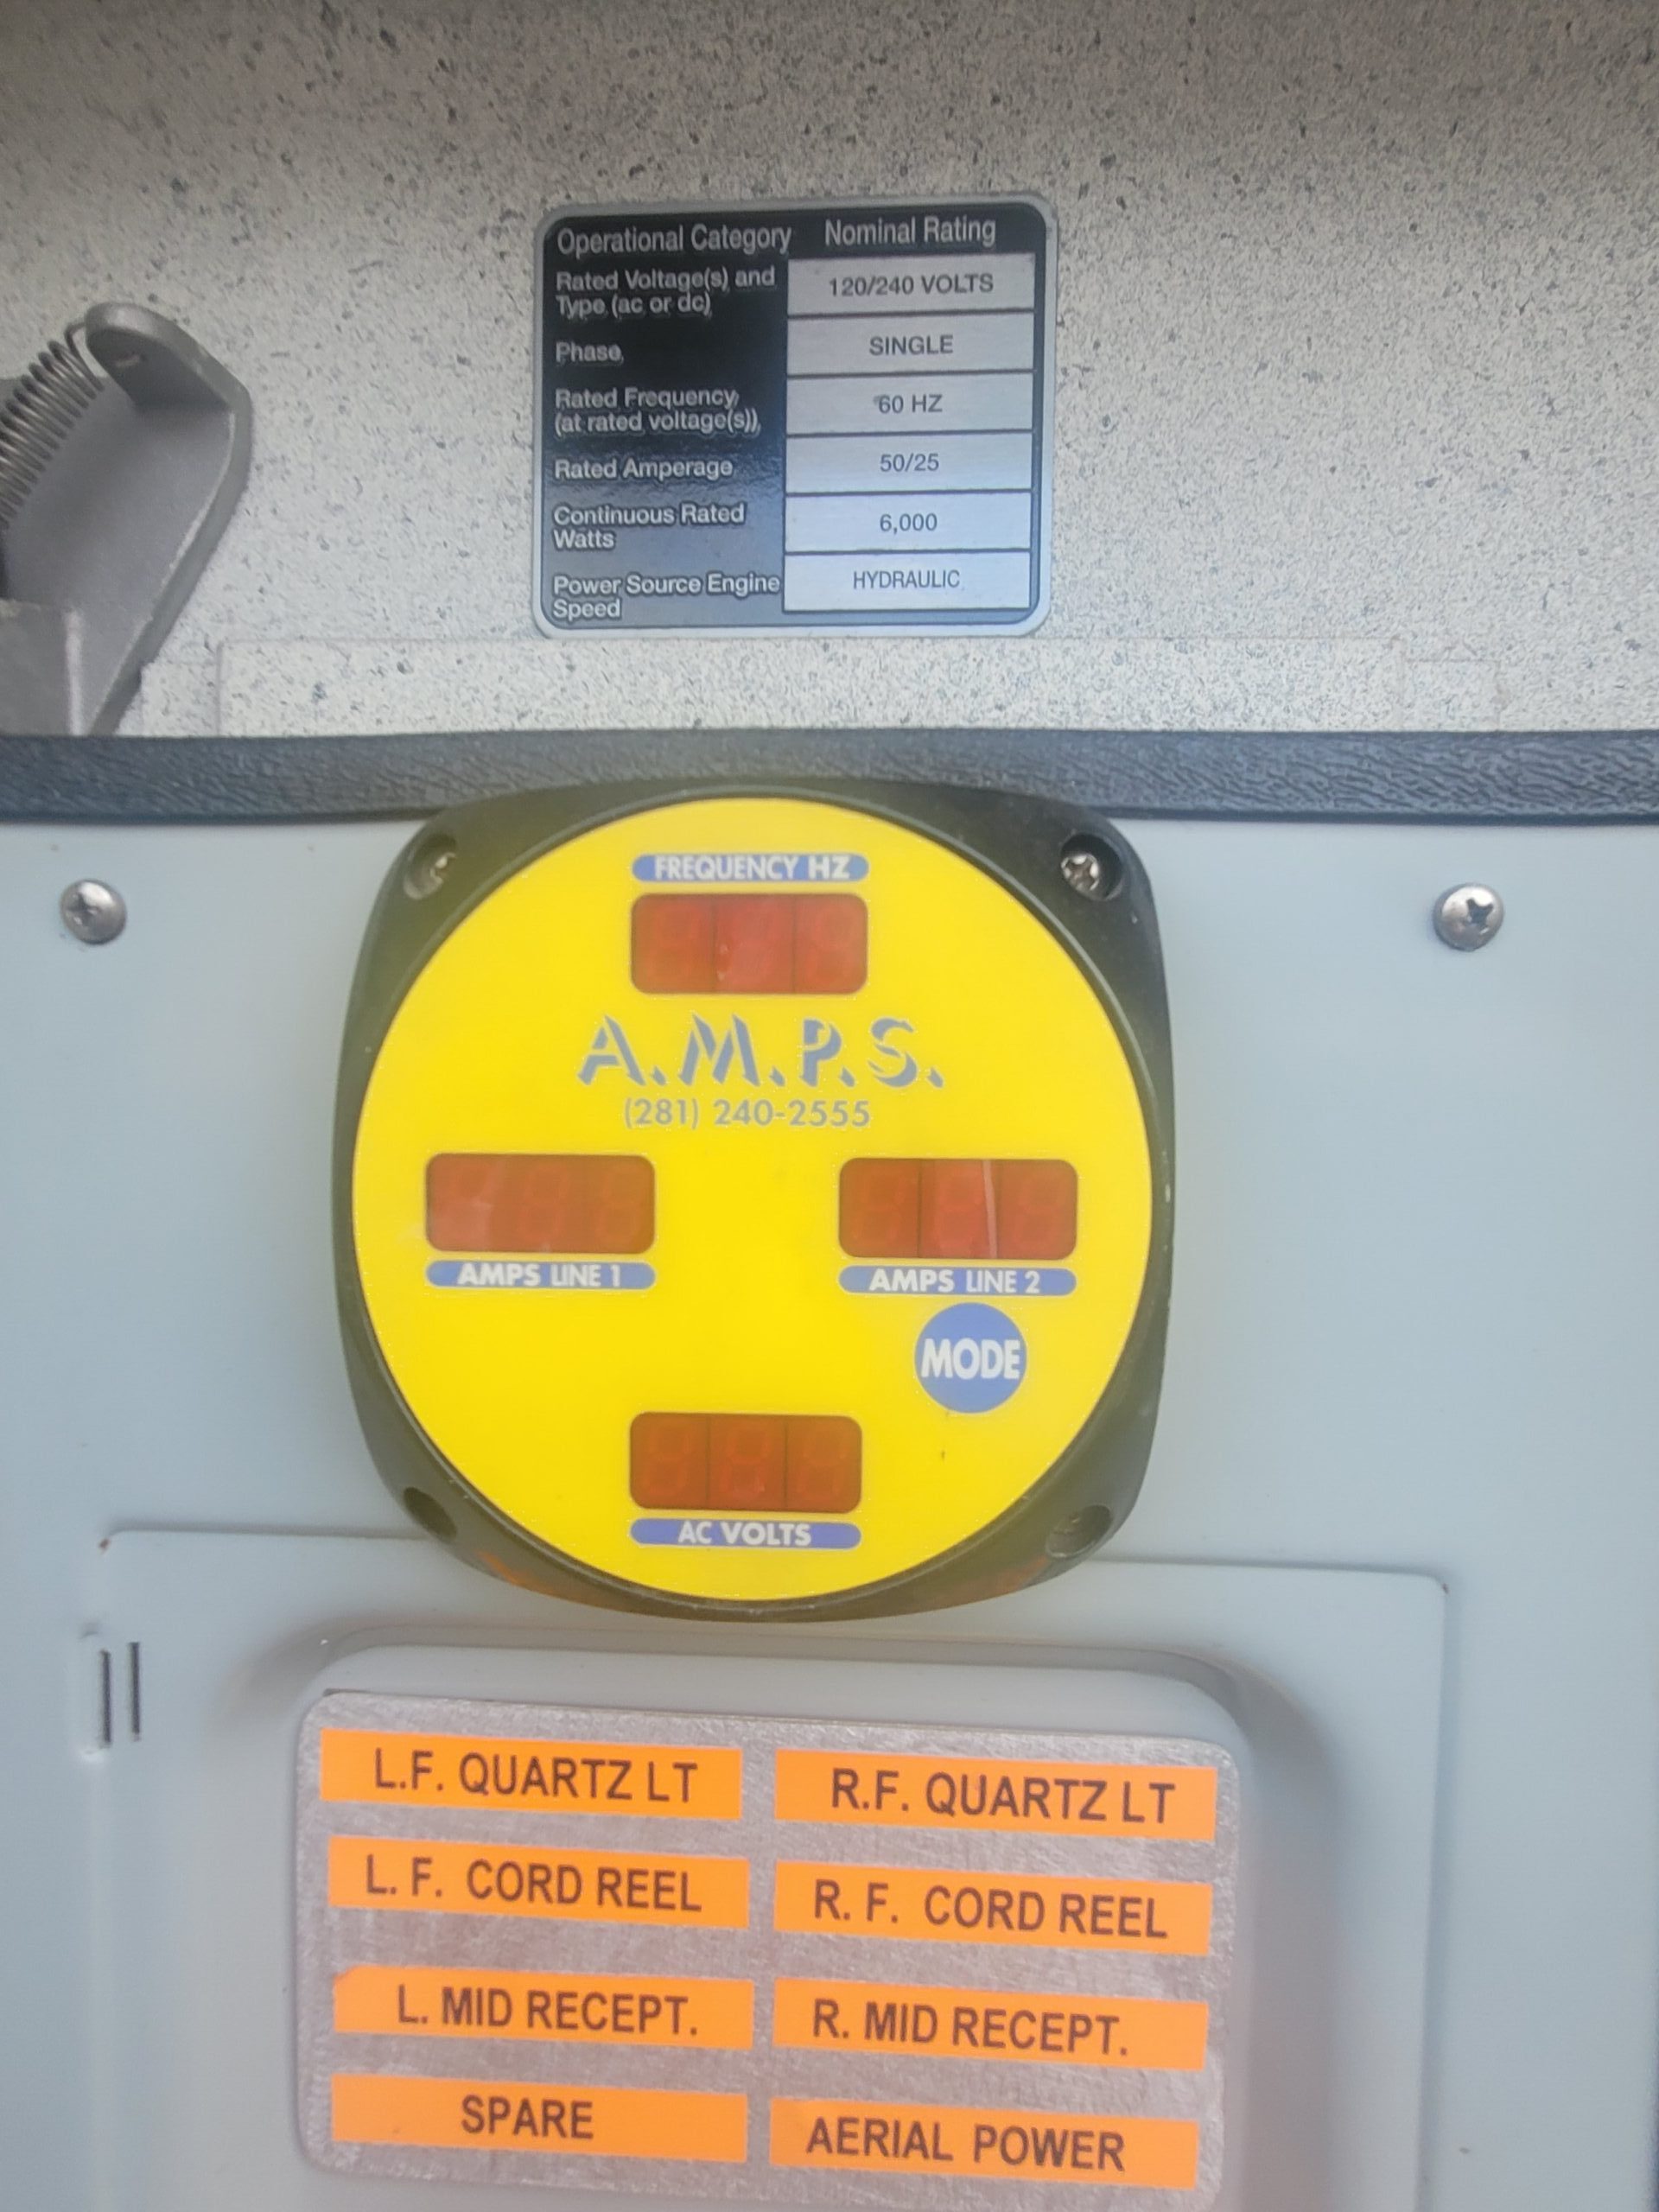 Operational Category Nominal Rating
Rated Voltage(s) and
Type (ac or dc)
120/240 VOLTS
Phase
SINGLE
Rated Frequency
(at rated voltage(s))
60 HZ
Rated Amperage
50/25
Continuous Rated
Watts
6,000
Power Source Engine
Speed
HYDRAULIC
FREQUENCY HZ
A.M.P.S.
(281) 240-2555
AMPS LINE 1
AMPS LINE 2
MODE
AC VOLTS
L.F. QUARTZ LT
R.F. QUARTZ LT
L. F. CORD REEL
R. F. CORD REEL
L. MID RECEPT.
R. MID RECEPT.
SPARE
AERIAL POWER